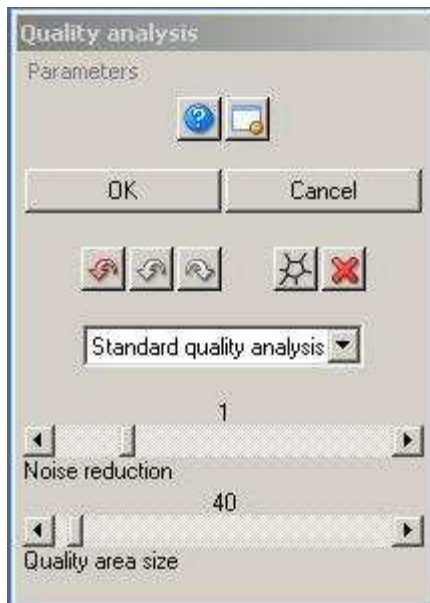 Quality analysis
Parameters
?
OK Cancel
Standard quality analysis
1
Noise reduction
40
Quality area size